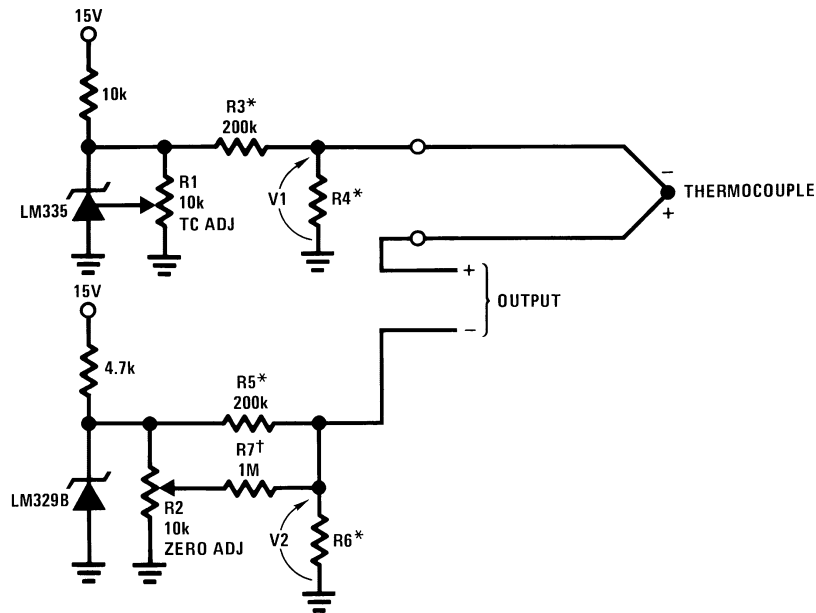 15V
10k
R3*
200k
R1
10k
TC ADJ
LM335
V1
R4*
−
+
THERMOCOUPLE
+
−
OUTPUT
15V
4.7k
R5*
200k
R7†
1M
LM329B
R2
10k
ZERO ADJ
V2
R6*